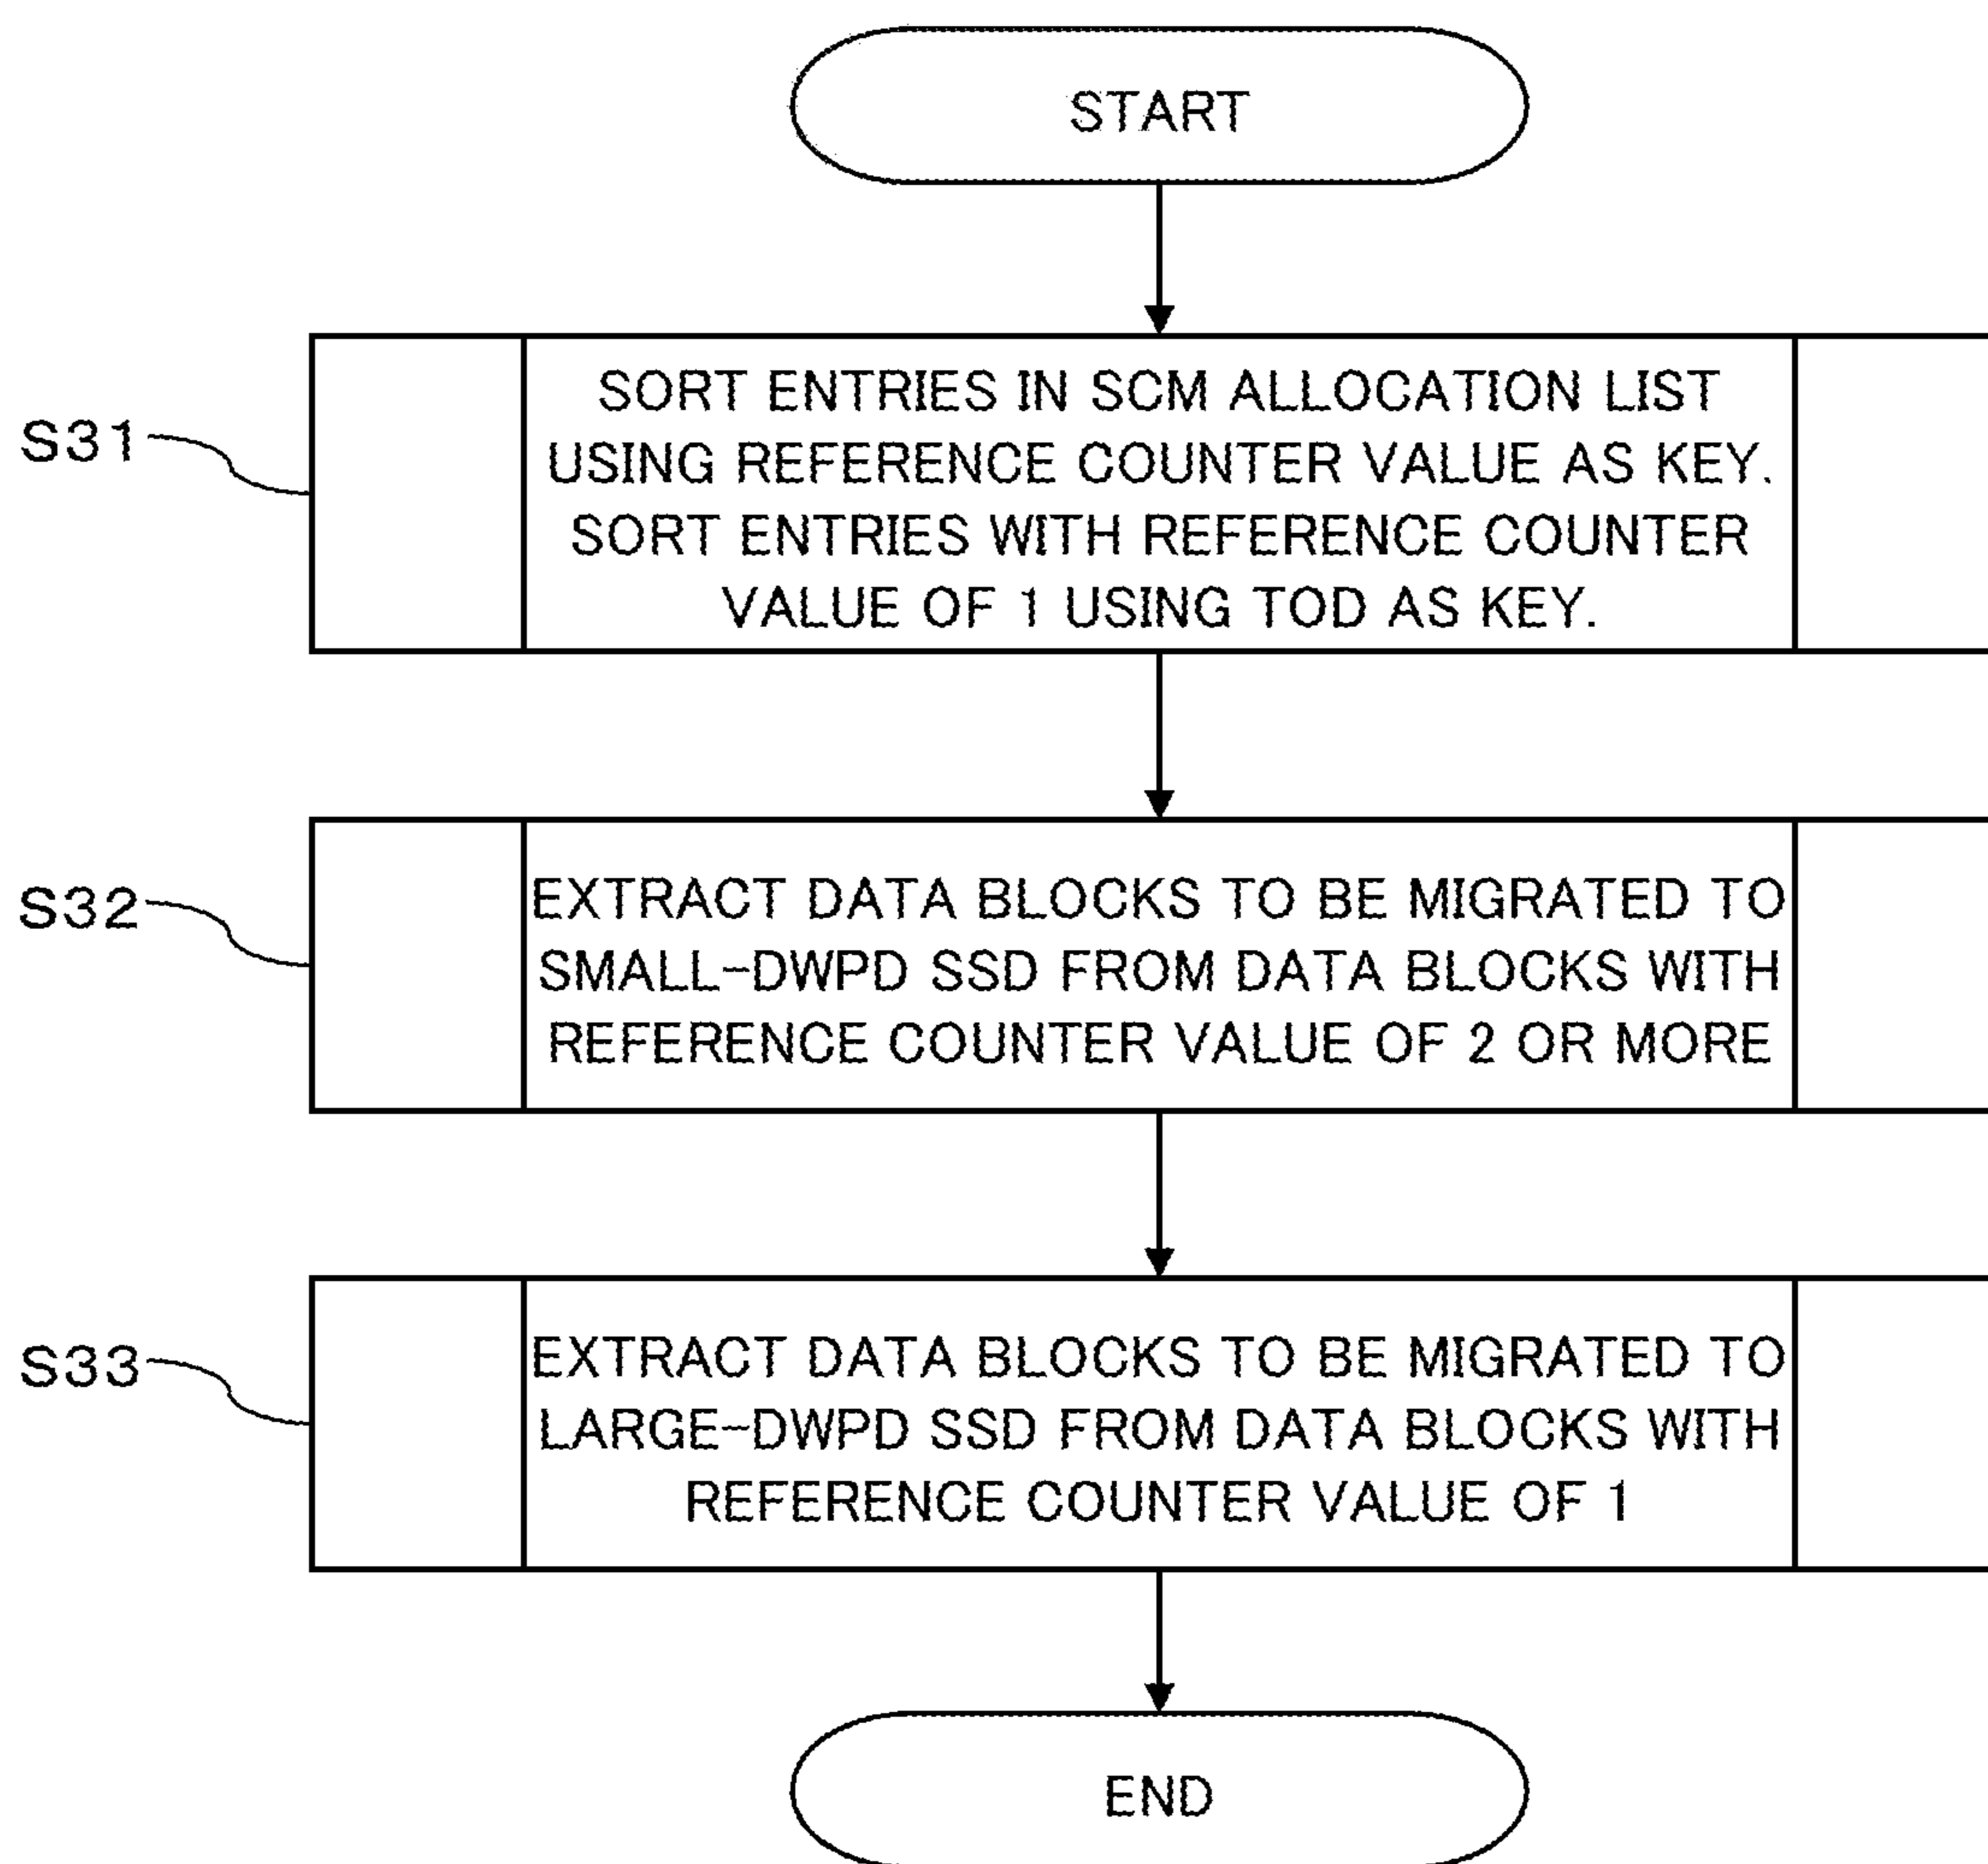 START
S31
SORT ENTRIES IN SCM ALLOCATION LIST
USING REFERENCE COUNTER VALUE AS KEY.
SORT ENTRIES WITH REFERENCE COUNTER
VALUE OF 1 USING TOD AS KEY.
S32
EXTRACT DATA BLOCKS TO BE MIGRATED TO
SMALL-DWPD SSD FROM DATA BLOCKS WITH
REFERENCE COUNTER VALUE OF 2 OR MORE
S33
EXTRACT DATA BLOCKS TO BE MIGRATED TO
LARGE-DWPD SSD FROM DATA BLOCKS WITH
REFERENCE COUNTER VALUE OF 1
END